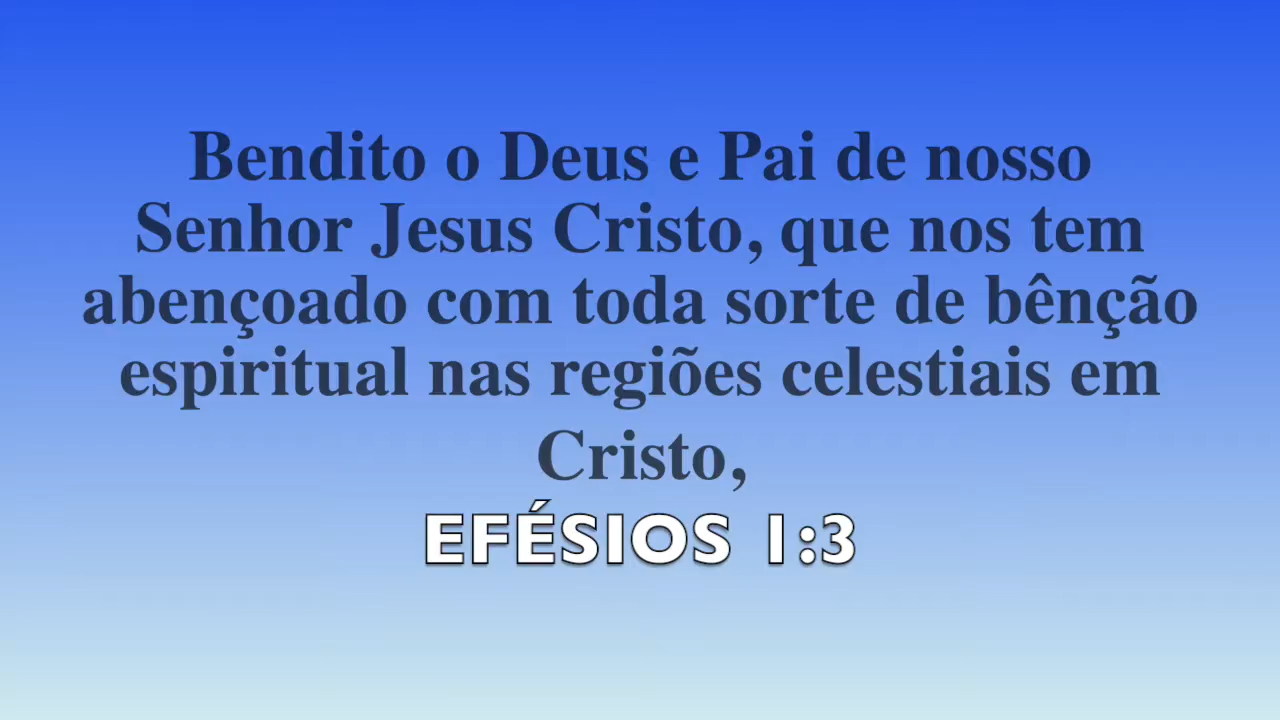 Bendito o Deus e Pai de nosso
Senhor Jesus Cristo, que nos tem
abençoado com toda sorte de bênção
espiritual nas regiões celestiais em
Cristo,
EFÉSIOS 1:3